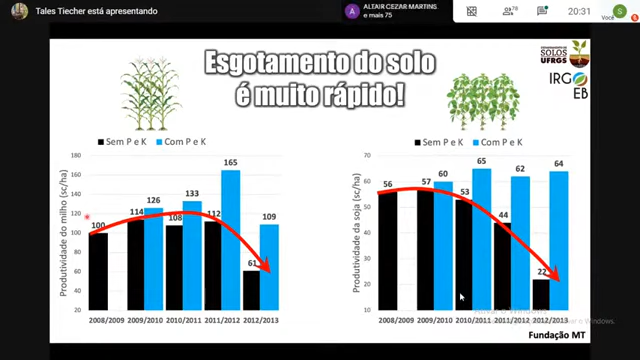 Tales Tiecher está apresentando
ALTAIR CEZAR MARTINS
e mais 75
A
78
20:31
S
Você
Esgotamento do solo
é muito rápido!
SOLOS
UFRGS
IRGEB
Sem P e K
Com P e K
Produtividade do milho (sc/ha)
180
160
140
120
100
80
60
40
20
0
100
114
126
108
133
112
165
61
109
2008/2009
2009/2010
2010/2011
2011/2012
2012/2013
Sem P e K
Com P e K
Produtividade da soja (sc/ha)
70
60
50
40
30
20
10
56
57
60
53
65
44
62
22
64
2008/2009
2009/2010
2010/2011
2011/2012
2012/2013
Fundação MT